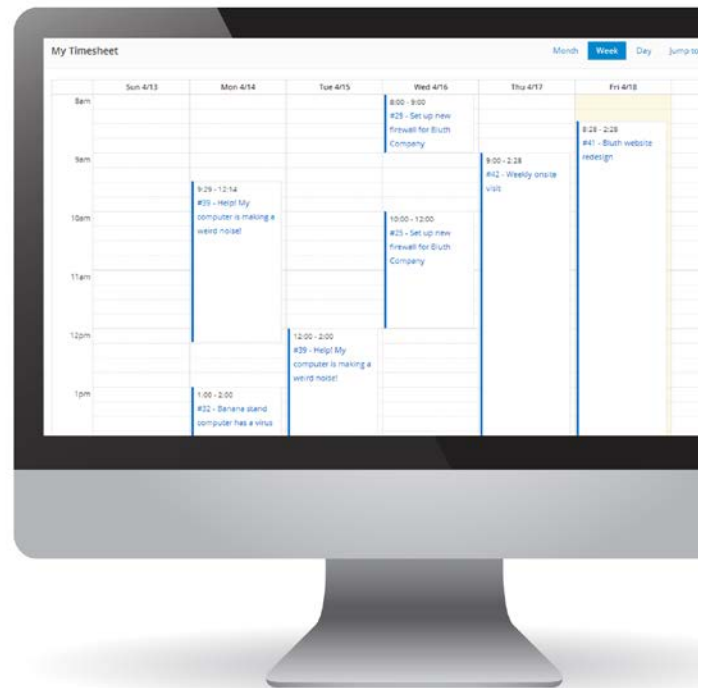 My Timesheet
Month Week Day Jump to
Sun 4/13 Mon 4/14 Tue 4/15 Wed 4/16 Thu 4/17 Fri 4/18
8am
9am
10am
11am
12pm
1pm
9:29 - 12:14
#39 - Help! My
computer is making a
weird noise!
1:00 - 2:00
#32 - Banana stand
computer has a virus
12:00 - 2:00
#39 - Help! My
computer is making a
weird noise!
8:00 - 9:00
#25 - Set up new
firewall for Bluth
Company
10:00 - 12:00
#25 - Set up new
firewall for Bluth
Company
9:00 - 2:28
#42 - Weekly onsite
visit
8:28 - 2:28
#41 - Bluth website
redesign